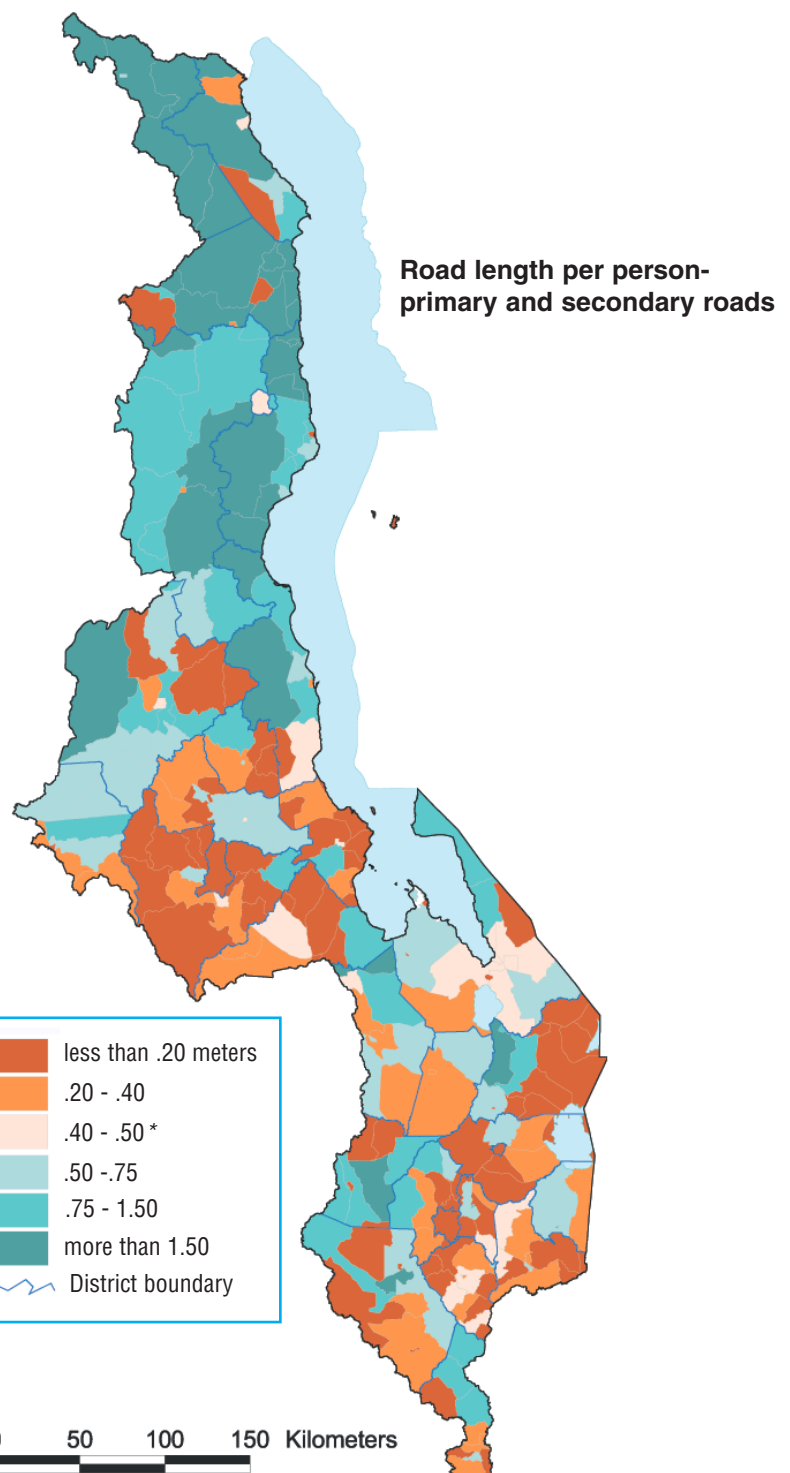 Road length per person-
primary and secondary roads
less than .20 meters
.20 - .40
.40 - .50 *
.50 -.75
.75 - 1.50
more than 1.50
District boundary
0 50 100 150 Kilometers